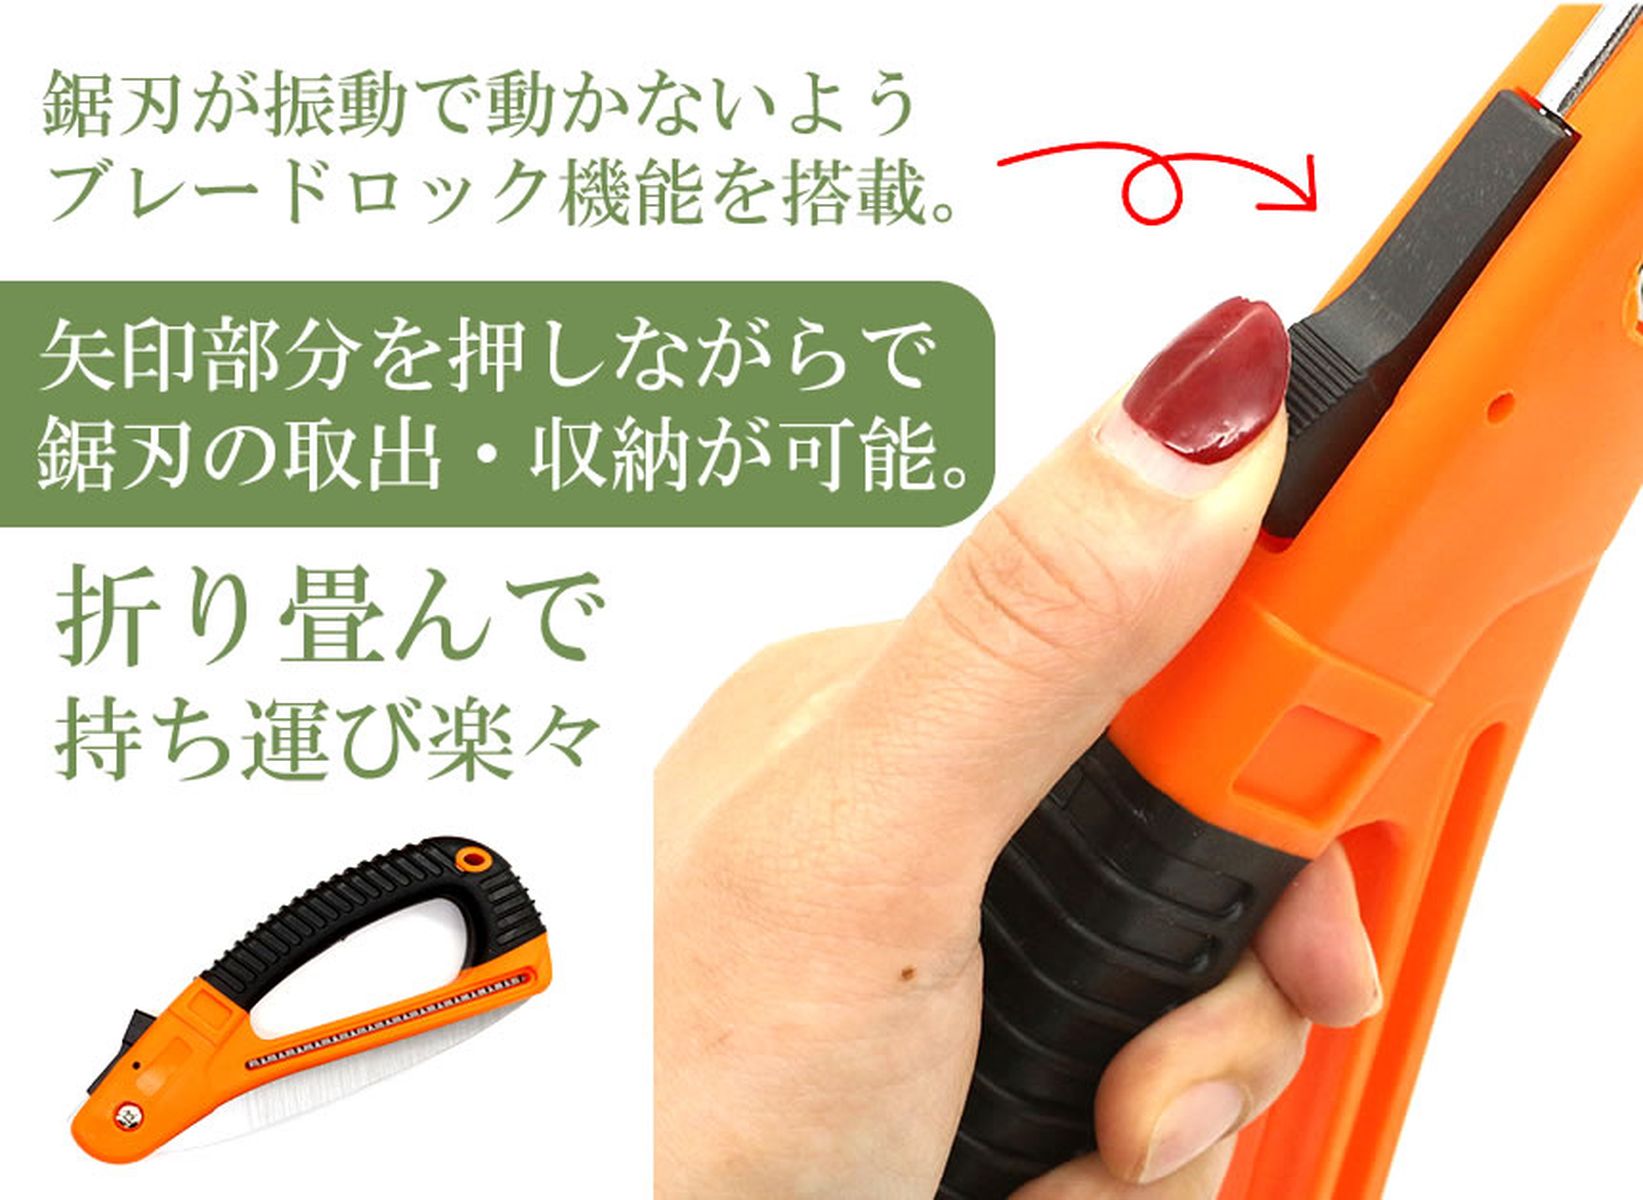 鋸刃が振動で動かないよう
ブレードロック機能を搭載。
矢印部分を押しながらで
鋸刃の取出・収納が可能。
折り畳んで
持ち運び楽々